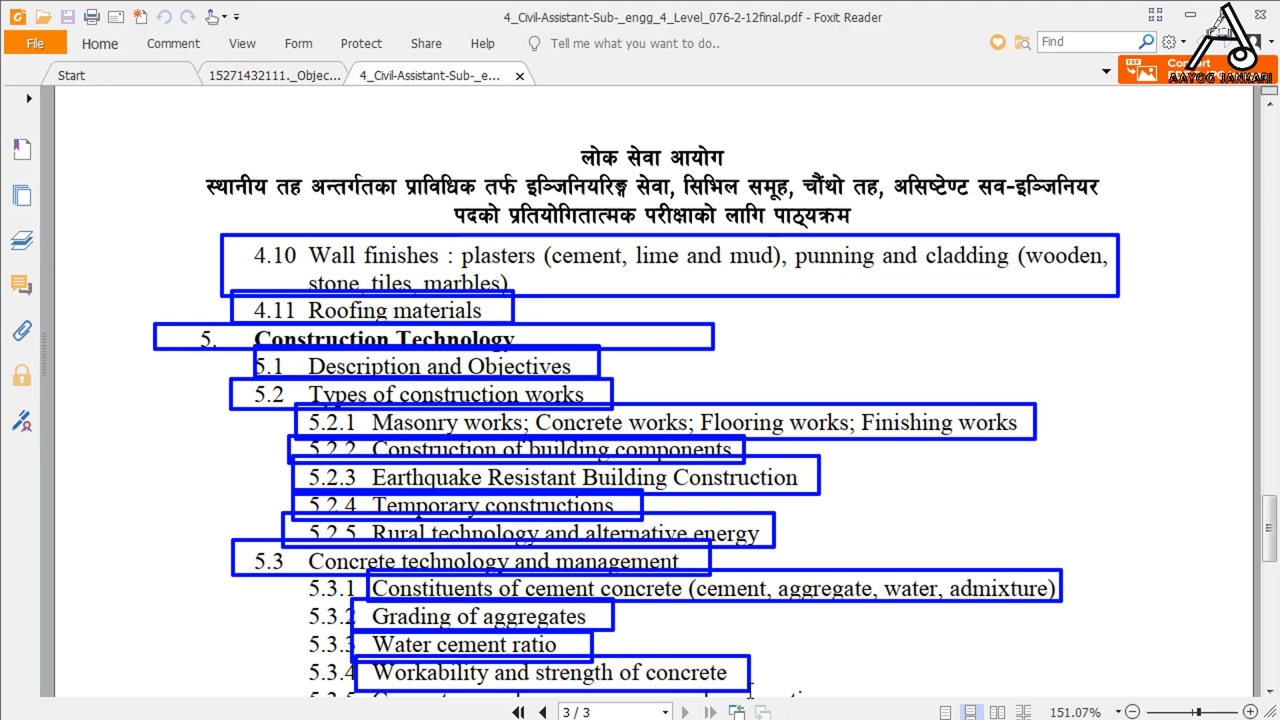 4_Civil-Assistant-Sub-_engg_4_Level_076-2-12final.pdf - Foxit Reader
File Home Comment View Form Protect Share Help Tell me what you want to do.. Find
Start 15271432111._Objec... 4_Civil-Assistant-Sub-_e... Convert
AAYOG JANKARI
लोक सेवा आयोग
स्थानीय तह अन्तर्गतका प्राविधिक तर्फ इञ्जिनियरिङ्ग सेवा, सिभिल समूह, चौंथो तह, असिष्टेण्ट सव-इञ्जिनियर
पदको प्रतियोगितात्मक परीक्षाको लागि पाठ्यक्रम
4.10 Wall finishes : plasters (cement, lime and mud), punning and cladding (wooden,
stone, tiles, marbles)
4.11 Roofing materials
5. Construction Technology
5.1 Description and Objectives
5.2 Types of construction works
5.2.1 Masonry works; Concrete works; Flooring works; Finishing works
5.2.2 Construction of building components
5.2.3 Earthquake Resistant Building Construction
5.2.4 Temporary constructions
5.2.5 Rural technology and alternative energy
5.3 Concrete technology and management
5.3.1 Constituents of cement concrete (cement, aggregate, water, admixture)
5.3.2 Grading of aggregates
5.3.3 Water cement ratio
5.3.4 Workability and strength of concrete
3 / 3 151.07%